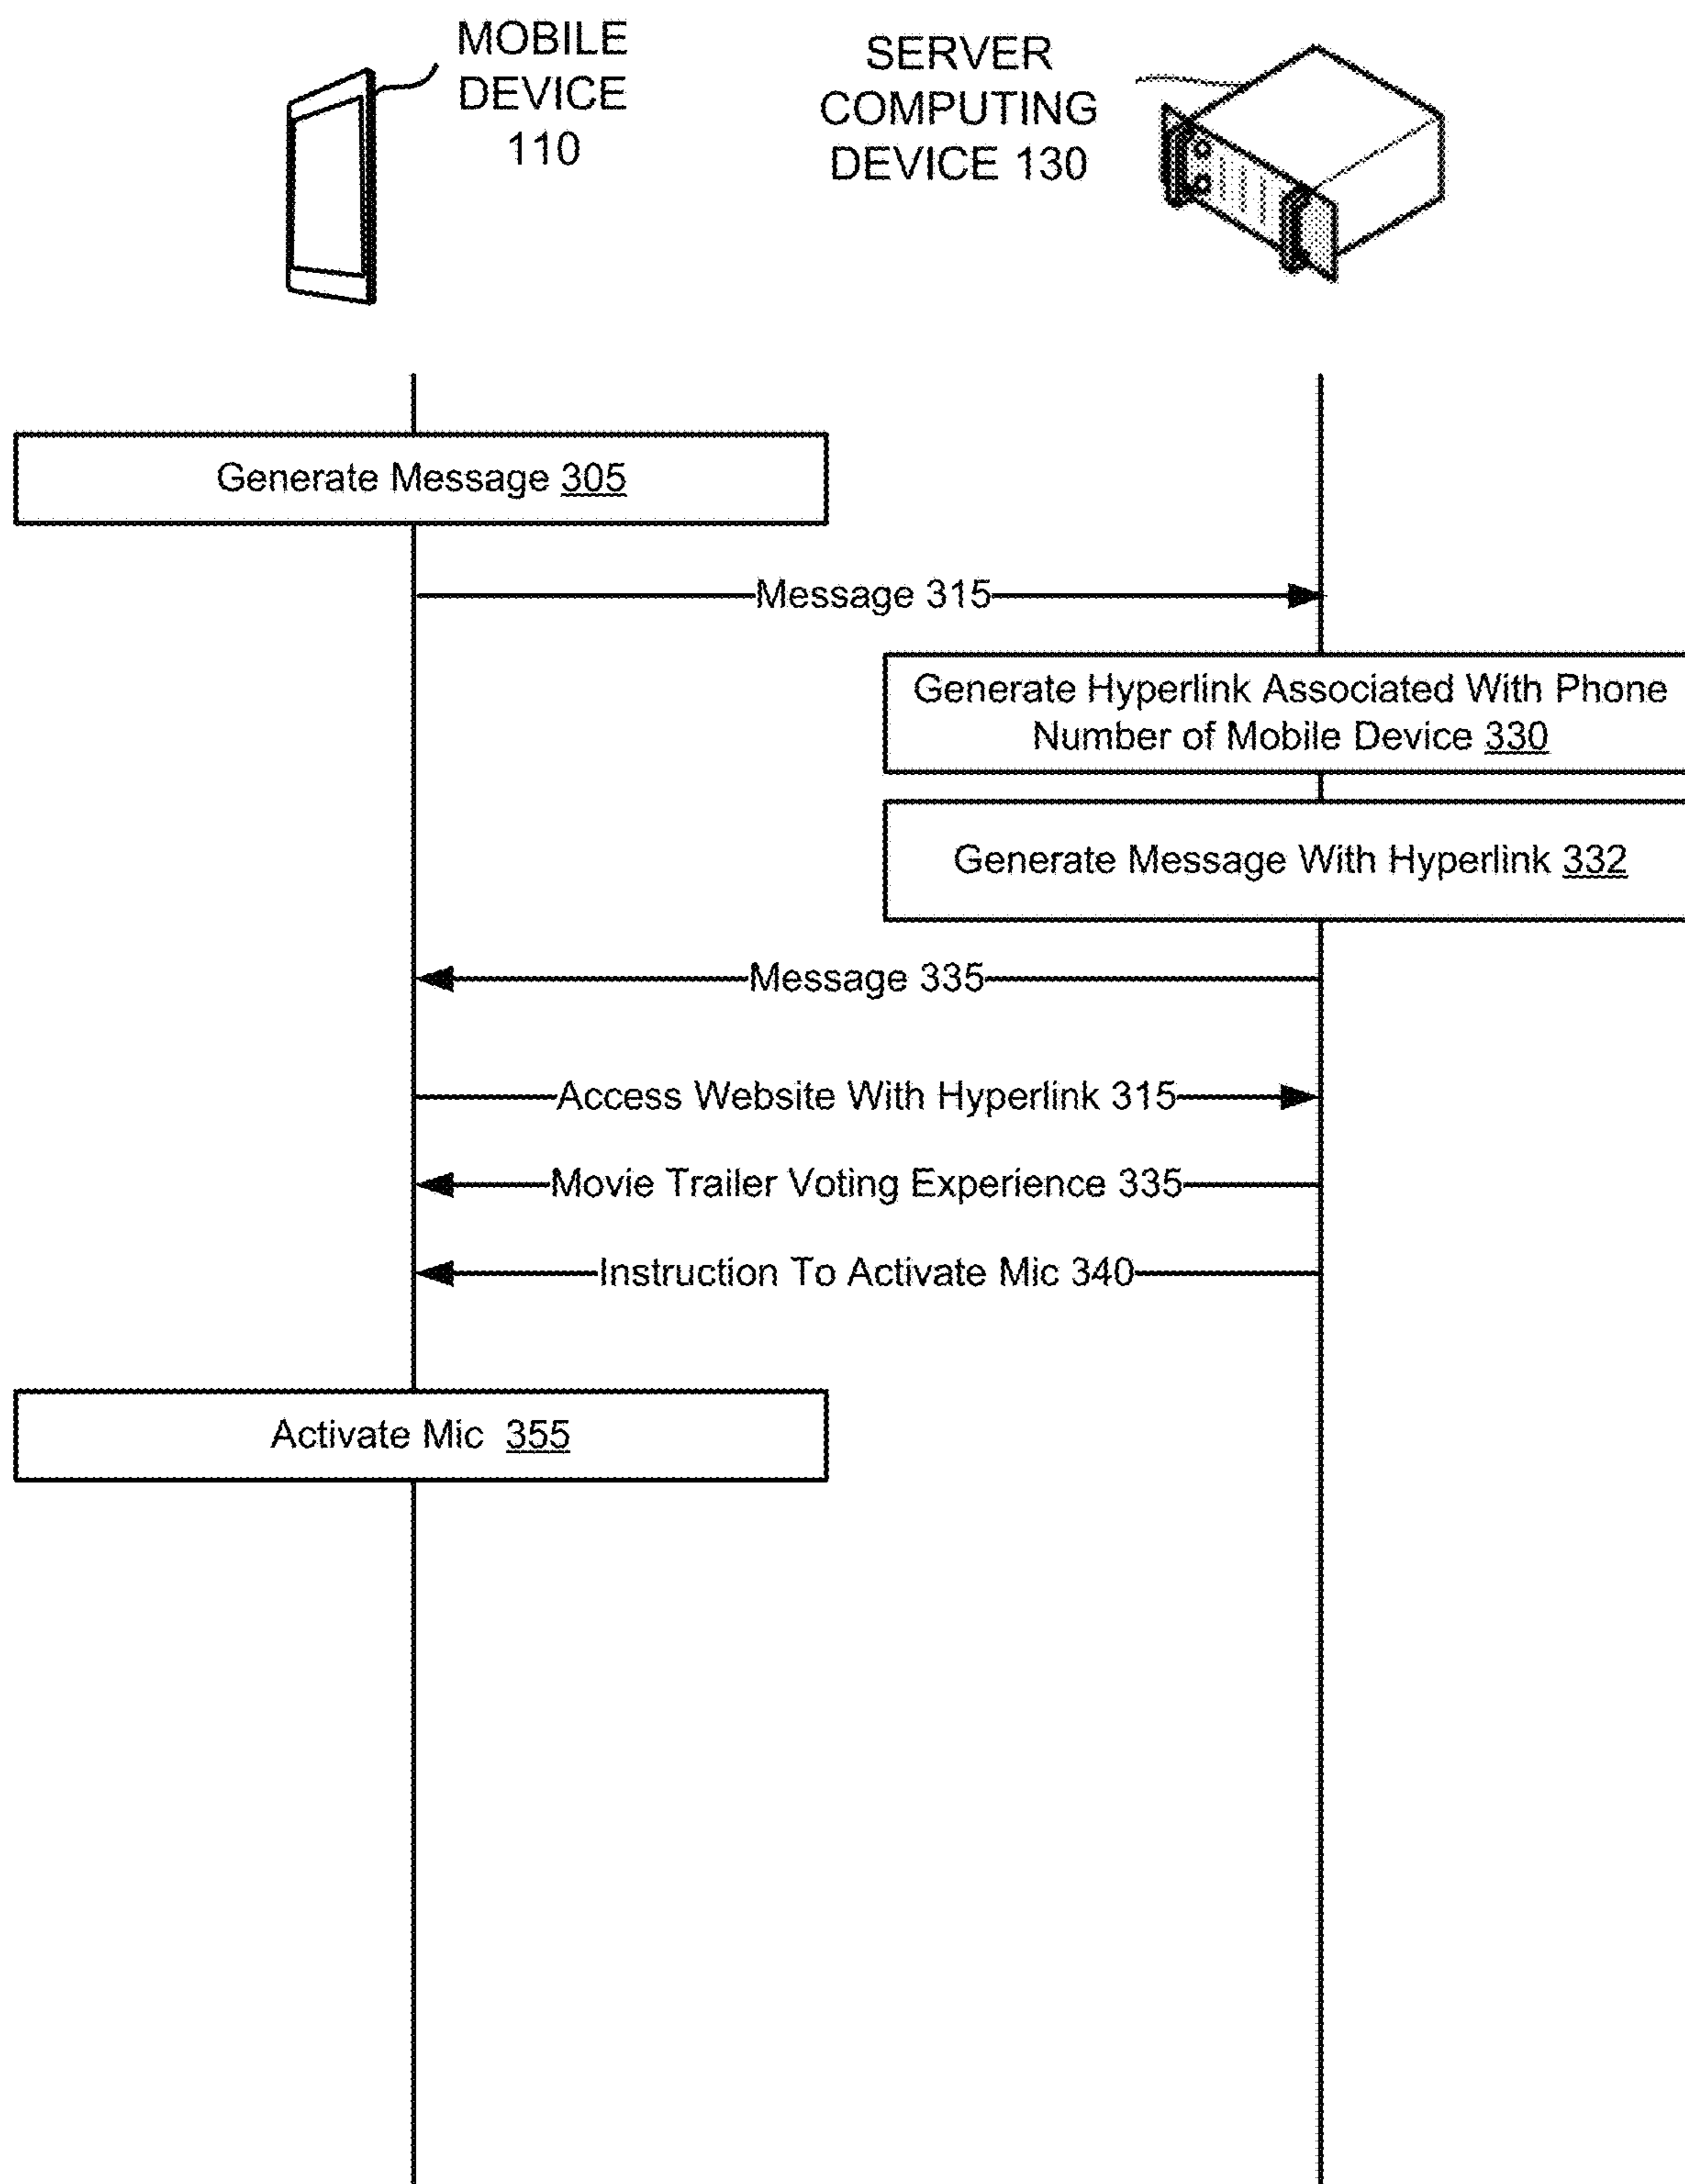 MOBILE
DEVICE
110
SERVER
COMPUTING
DEVICE 130
Generate Message 305
Message 315
Generate Hyperlink Associated With Phone
Number of Mobile Device 330
Generate Message With Hyperlink 332
Message 335
Access Website With Hyperlink 315
Movie Trailer Voting Experience 335
Instruction To Activate Mic 340
Activate Mic 355